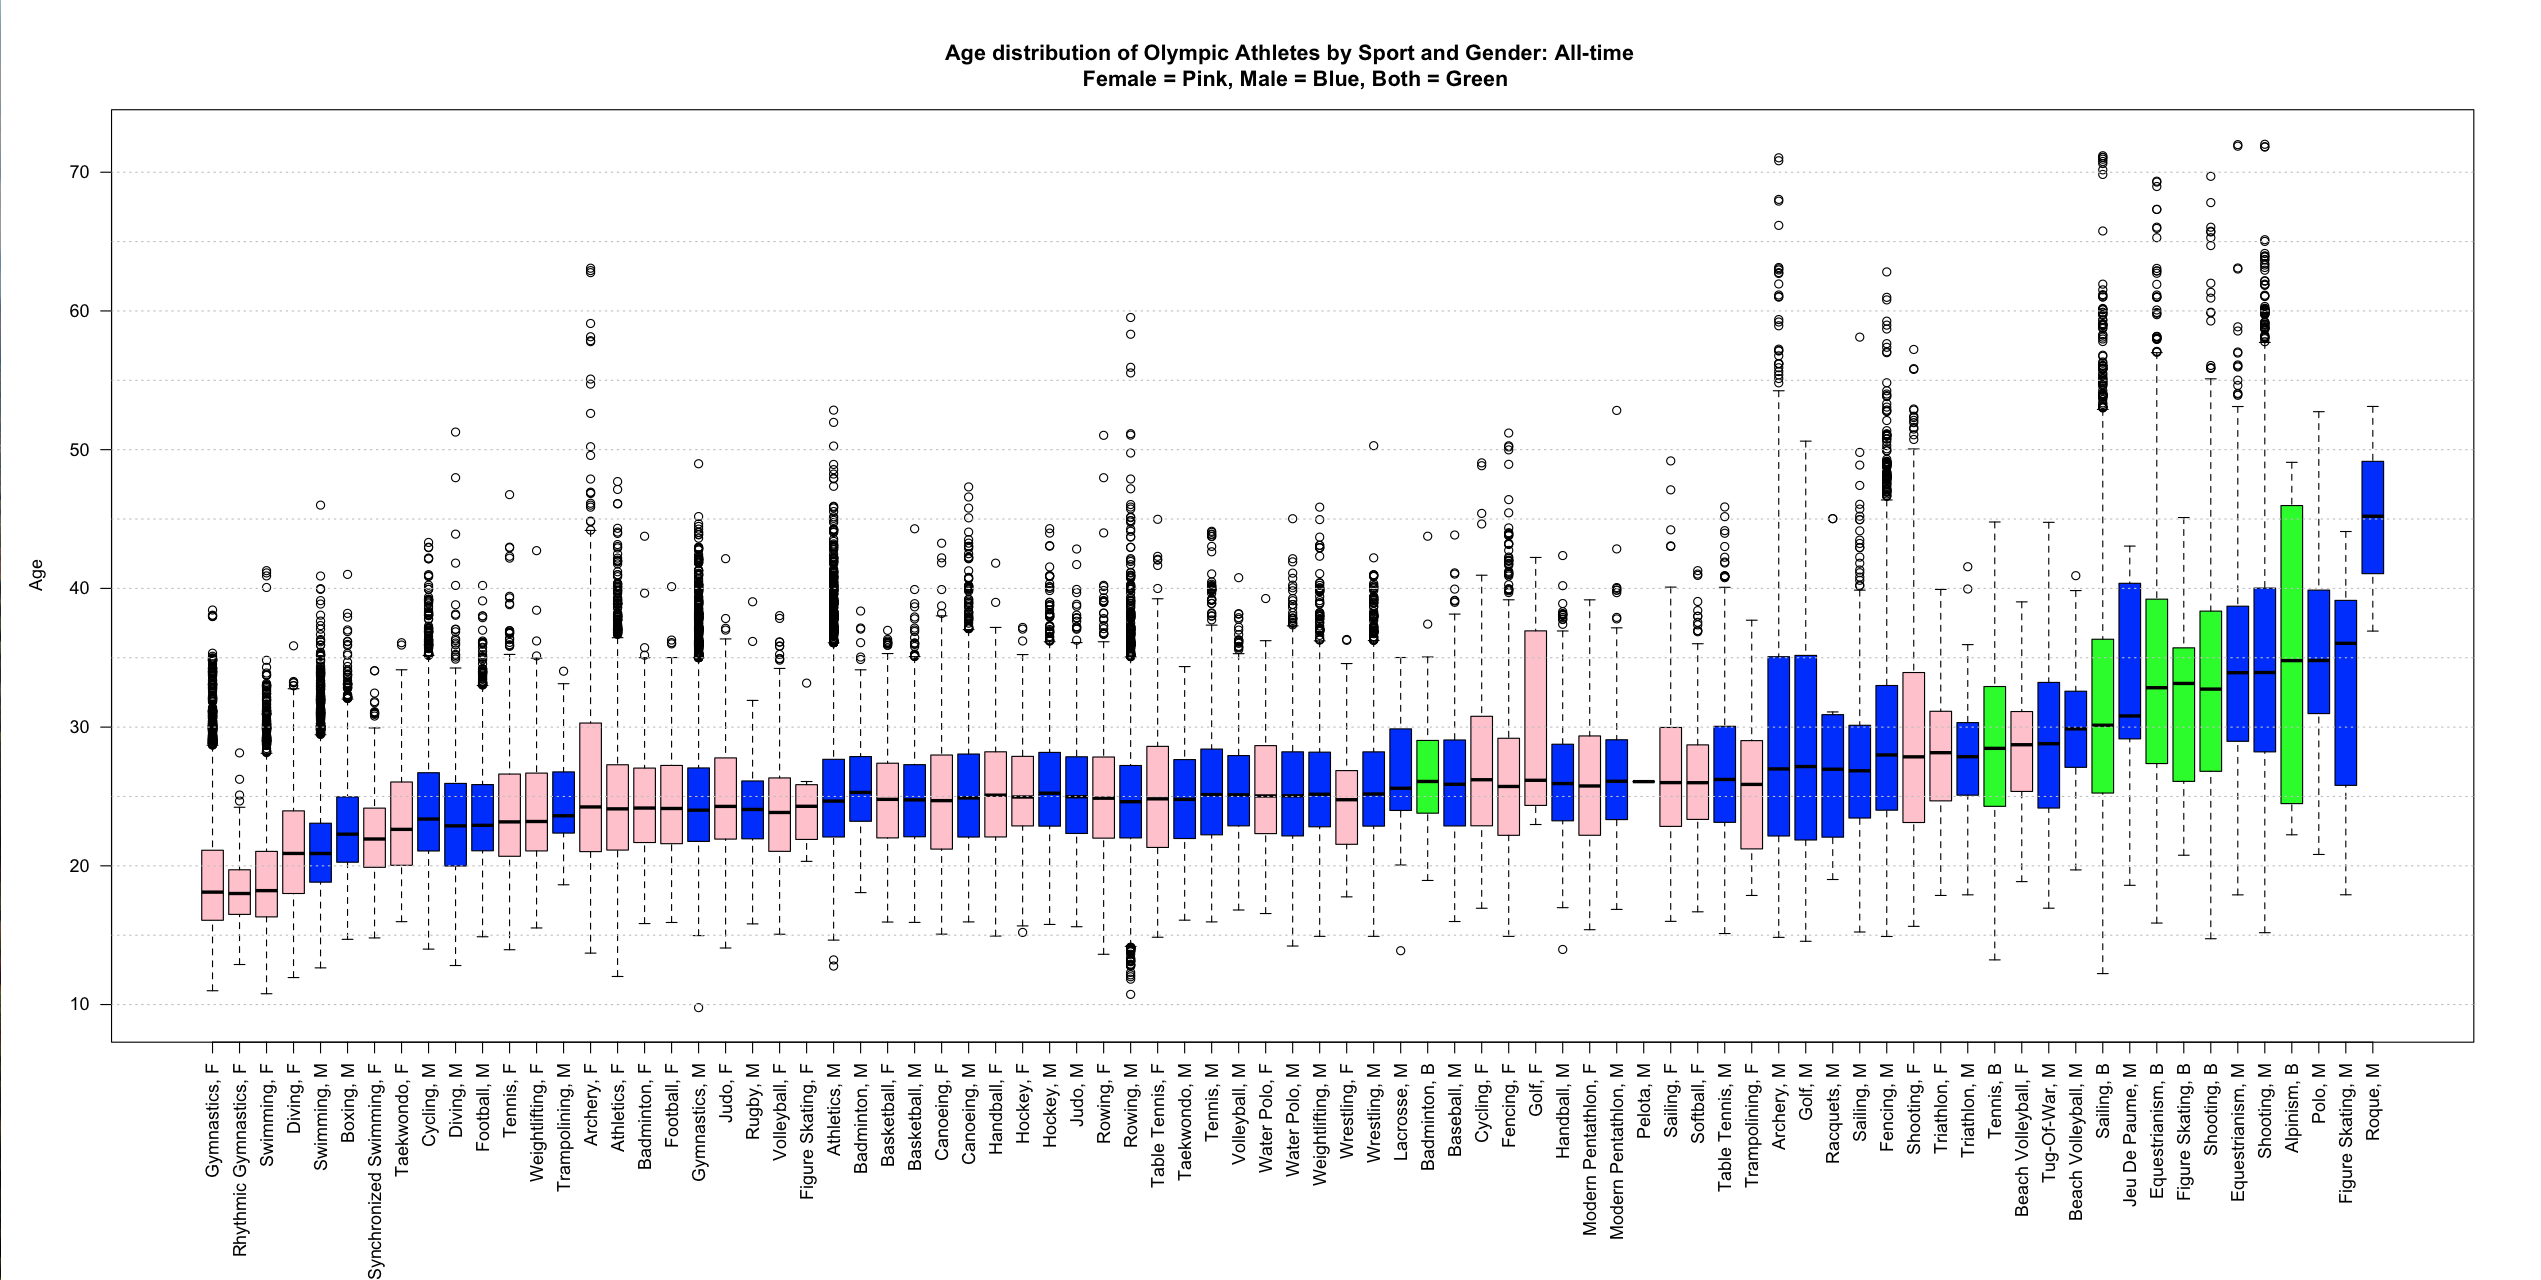 Age distribution of Olympic Athletes by Sport and Gender: All-time
Female = Pink, Male = Blue, Both = Green
Age
70
60
50
40
30
20
10
Gymnastics, F
Rhythmic Gymnastics, F
Swimming, F
Diving, F
Swimming, M
Boxing, M
Synchronized Swimming, F
Taekwondo, F
Cycling, M
Diving, M
Football, M
Tennis, F
Weightlifting, F
Trampolining, M
Archery, F
Athletics, F
Badminton, F
Football, F
Gymnastics, M
Judo, F
Rugby, M
Volleyball, F
Figure Skating, F
Athletics, M
Badminton, M
Basketball, F
Basketball, M
Canoeing, F
Canoeing, M
Handball, F
Hockey, F
Hockey, M
Judo, M
Rowing, F
Rowing, M
Table Tennis, F
Taekwondo, M
Tennis, M
Volleyball, M
Water Polo, F
Water Polo, M
Weightlifting, M
Wrestling, F
Wrestling, M
Lacrosse, M
Badminton, B
Baseball, M
Cycling, F
Fencing, F
Golf, F
Handball, M
Modern Pentathlon, F
Modern Pentathlon, M
Pelota, M
Sailing, F
Softball, F
Table Tennis, M
Trampolining, F
Archery, M
Golf, M
Racquets, M
Sailing, M
Fencing, M
Shooting, F
Triathlon, F
Triathlon, M
Tennis, B
Beach Volleyball, F
Tug-Of-War, M
Beach Volleyball, M
Sailing, B
Jeu De Paume, M
Equestrianism, B
Figure Skating, B
Shooting, B
Equestrianism, M
Shooting, M
Alpinism, B
Polo, M
Figure Skating, M
Roque, M